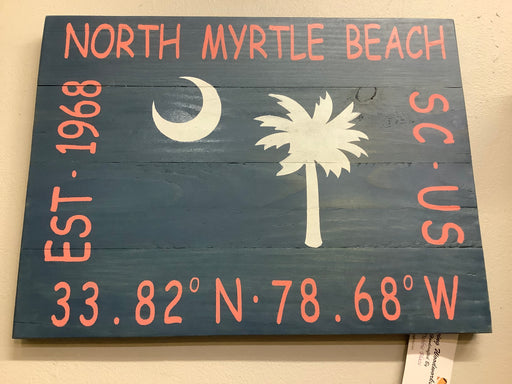 NORTH MYRTLE BEACH
EST · 1968
SC · US
33.82° N · 78.68° W